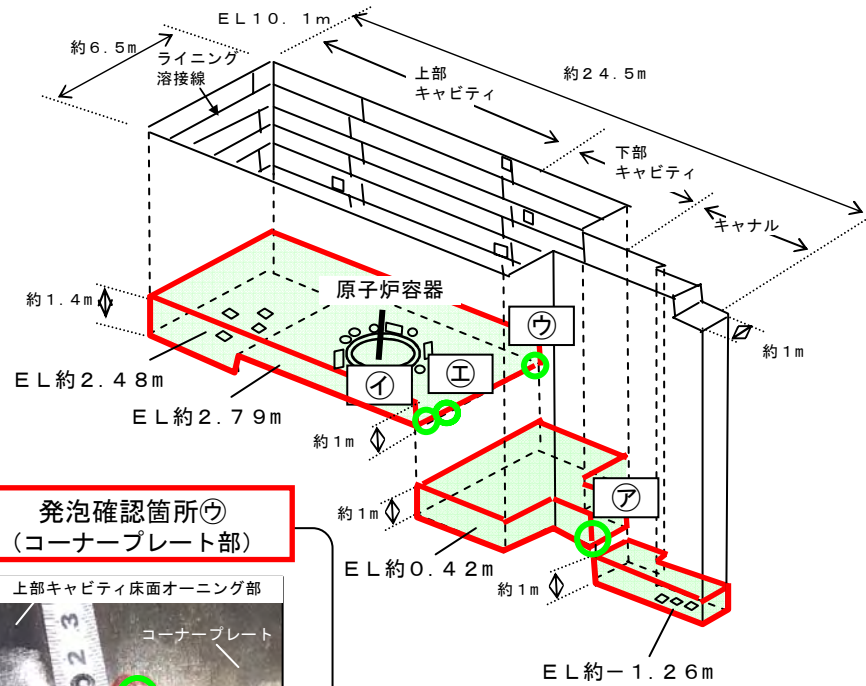 EL10.1m
約6.5m
ライニング
溶接線
上部
キャビティ
約24.5m
下部
キャビティ
キャナル
約1.4m
原子炉容器
㋒
約1m
㋑
㋓
EL約2.48m
EL約2.79m
約1m
発泡確認箇所㋒
（コーナープレート部）
約1m
㋐
EL約0.42m
約1m
上部キャビティ床面オーニング部
コーナープレート
2 3
EL約－1.26m